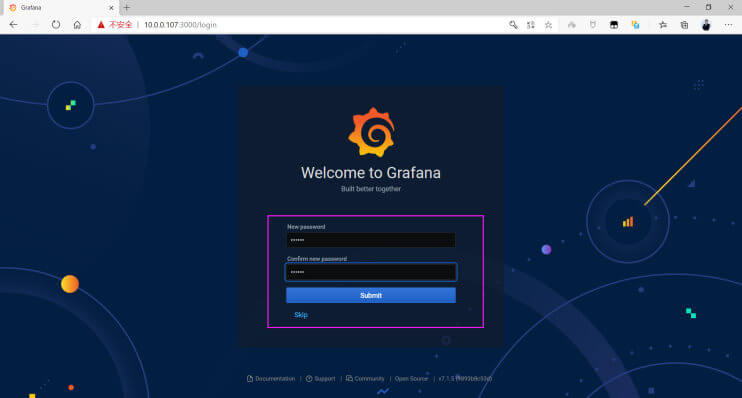 Grafana
不安全 | 10.0.0.107:3000/login
Welcome to Grafana
Built better together
New password
••••••
Confirm new password
••••••
Submit
Skip
Documentation | Support | Community | Open Source | v7.1.5